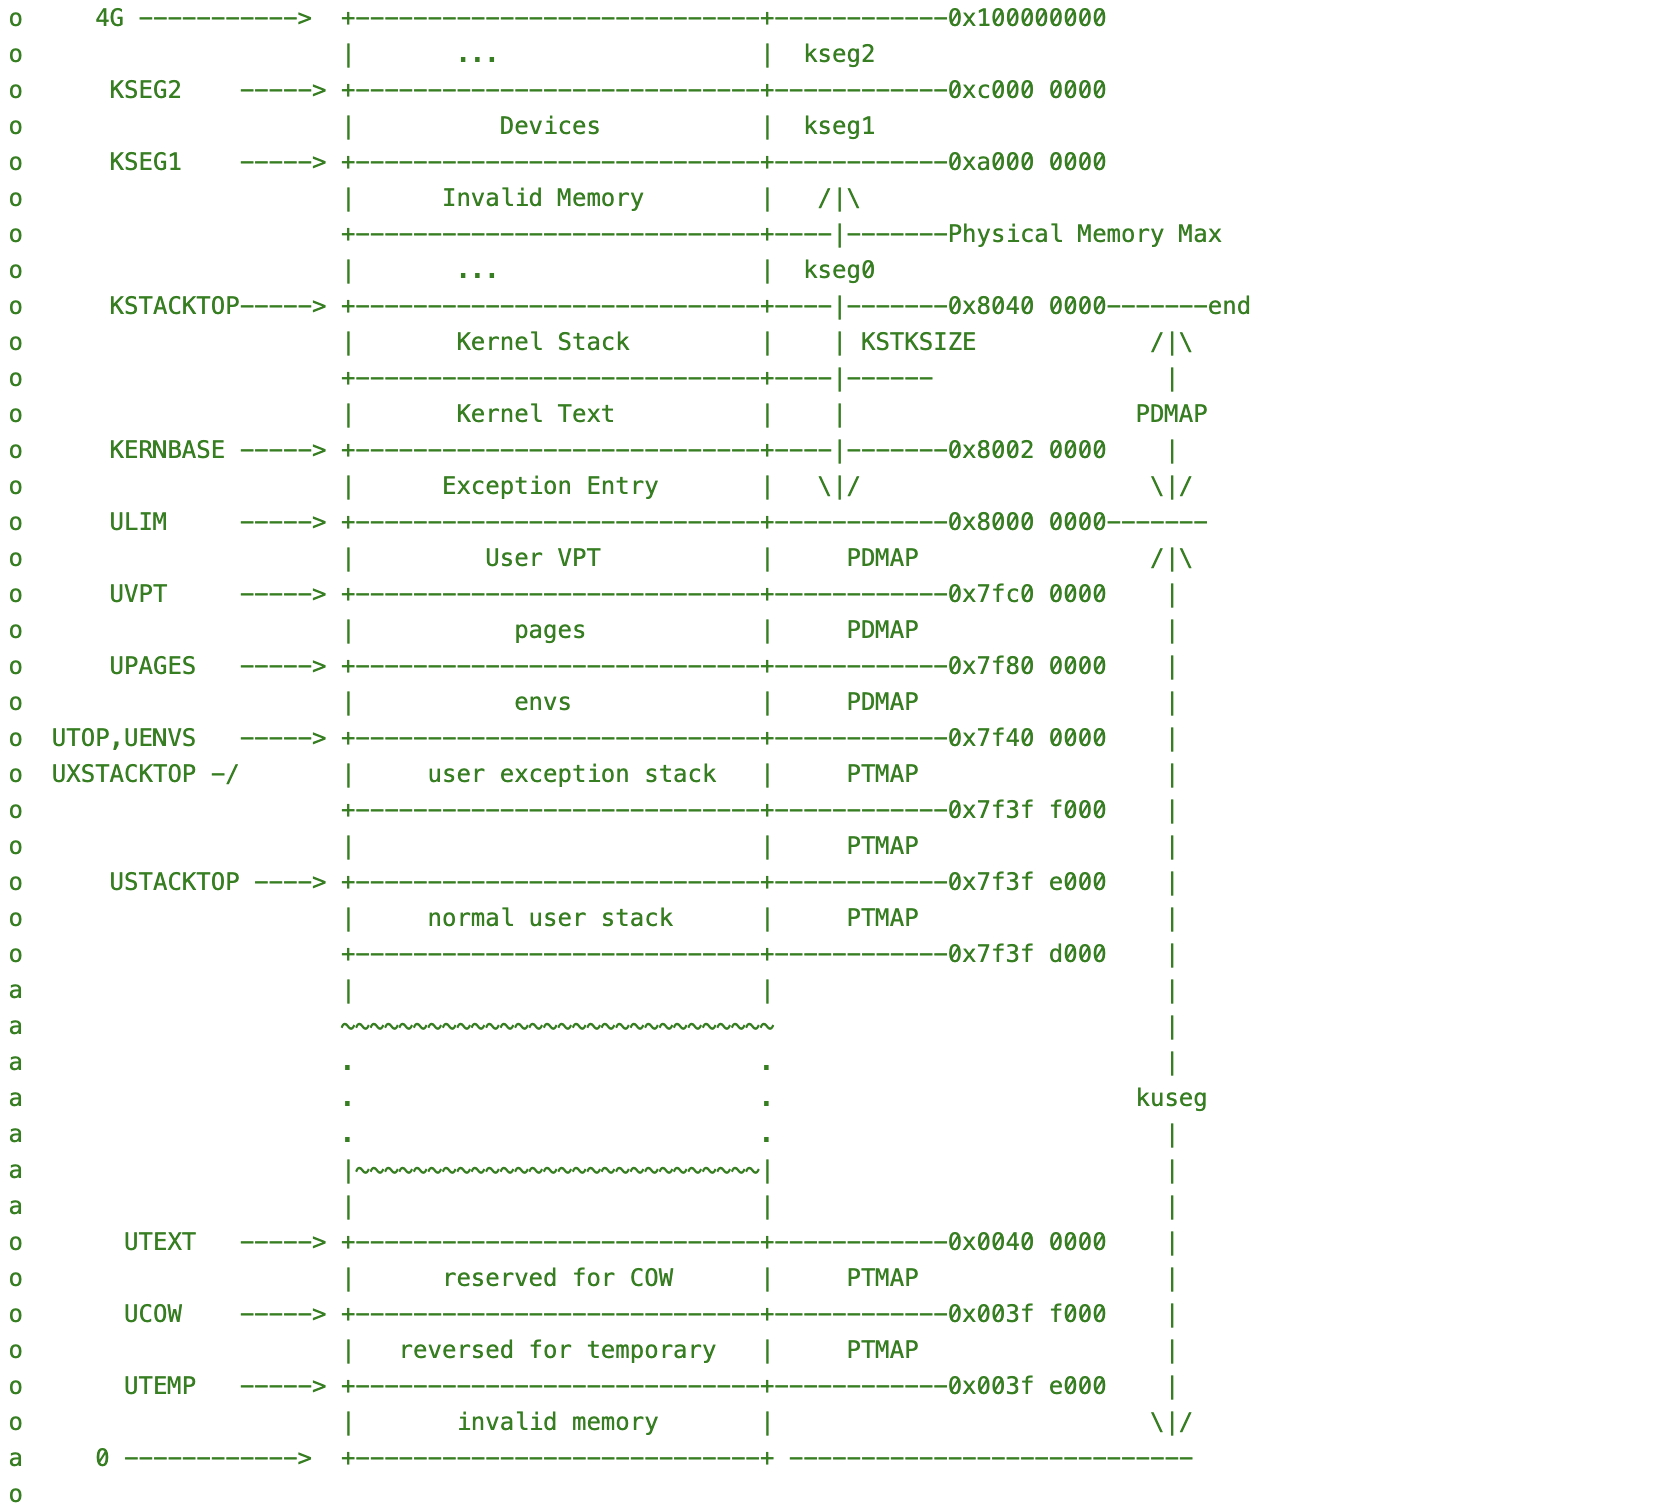 o     4G ----------->  +----------------------------+------------0x100000000
o                      |       ...                  |  kseg2
o      KSEG2    -----> +----------------------------+------------0xc000 0000
o                      |          Devices           |  kseg1
o      KSEG1    -----> +----------------------------+------------0xa000 0000
o                      |      Invalid Memory        |   /|\
o                      +----------------------------+----|-------Physical Memory Max
o                      |       ...                  |  kseg0
o      KSTACKTOP-----> +----------------------------+----|-------0x8040 0000-------end
o                      |       Kernel Stack         |    | KSTKSIZE            /|\
o                      +----------------------------+----|------                |
o                      |       Kernel Text          |    |                    PDMAP
o      KERNBASE -----> +----------------------------+----|-------0x8002 0000    |
o                      |      Exception Entry       |   \|/                    \|/
o      ULIM     -----> +----------------------------+------------0x8000 0000-------
o                      |         User VPT           |     PDMAP                /|\
o      UVPT     -----> +----------------------------+------------0x7fc0 0000    |
o                      |           pages            |     PDMAP                 |
o      UPAGES   -----> +----------------------------+------------0x7f80 0000    |
o                      |           envs             |     PDMAP                 |
o  UTOP,UENVS   -----> +----------------------------+------------0x7f40 0000    |
o  UXSTACKTOP -/       |     user exception stack   |     PTMAP                 |
o                      +----------------------------+------------0x7f3f f000    |
o                      |                            |     PTMAP                 |
o      USTACKTOP ----> +----------------------------+------------0x7f3f e000    |
o                      |     normal user stack      |     PTMAP                 |
o                      +----------------------------+------------0x7f3f d000    |
a                      |                            |                           |
a                      ~~~~~~~~~~~~~~~~~~~~~~~~~~~~~~                           |
a                      .                            .                           |
a                      .                            .                         kuseg
a                      .                            .                           |
a                      |~~~~~~~~~~~~~~~~~~~~~~~~~~~~|                           |
a                      |                            |                           |
o       UTEXT   -----> +----------------------------+------------0x0040 0000    |
o                      |      reserved for COW      |     PTMAP                 |
o       UCOW    -----> +----------------------------+------------0x003f f000    |
o                      |   reversed for temporary   |     PTMAP                 |
o       UTEMP   -----> +----------------------------+------------0x003f e000    |
o                      |       invalid memory       |                          \|/
a     0 ------------>  +----------------------------+ ----------------------------
o